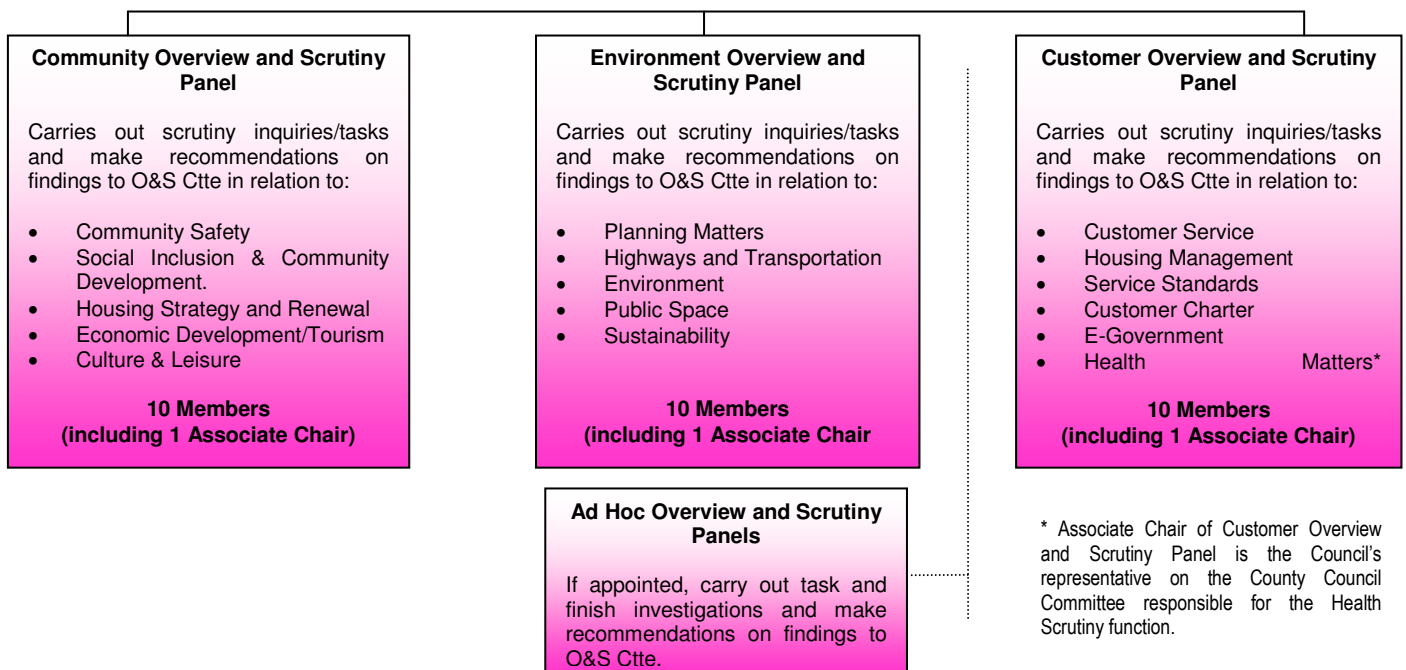 Community Overview and Scrutiny
Panel
Carries out scrutiny inquiries/tasks
and make recommendations on
findings to O&S Ctte in relation to:
• Community Safety
• Social Inclusion & Community
Development.
• Housing Strategy and Renewal
• Economic Development/Tourism
• Culture & Leisure
10 Members
(including 1 Associate Chair)
Environment Overview and
Scrutiny Panel
Carries out scrutiny inquiries/tasks
and make recommendations on
findings to O&S Ctte in relation to:
• Planning Matters
• Highways and Transportation
• Environment
• Public Space
• Sustainability
10 Members
(including 1 Associate Chair
Customer Overview and Scrutiny
Panel
Carries out scrutiny inquiries/tasks
and make recommendations on
findings to O&S Ctte in relation to:
• Customer Service
• Housing Management
• Service Standards
• Customer Charter
• E-Government
• Health Matters*
10 Members
(including 1 Associate Chair)
Ad Hoc Overview and Scrutiny
Panels
If appointed, carry out task and
finish investigations and make
recommendations on findings to
O&S Ctte.
* Associate Chair of Customer Overview
and Scrutiny Panel is the Council’s
representative on the County Council
Committee responsible for the Health
Scrutiny function.